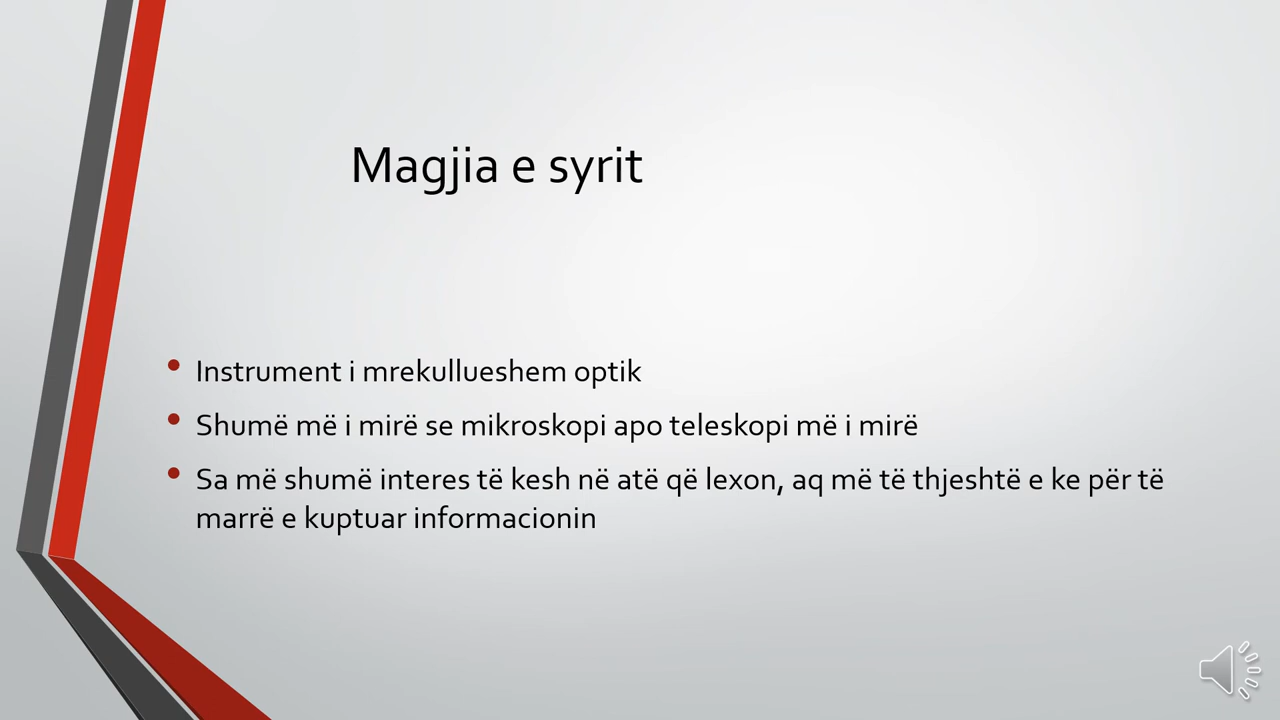 Magjia e syrit
• Instrument i mrekullueshem optik
• Shumë më i mirë se mikroskopi apo teleskopi më i mirë
• Sa më shumë interes të kesh në atë që lexon, aq më të thjeshtë e ke për të
marrë e kuptuar informacionin